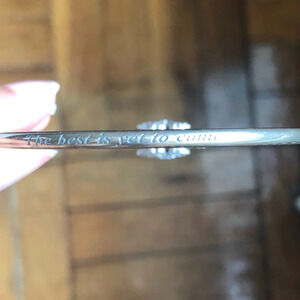 The best is yet to come